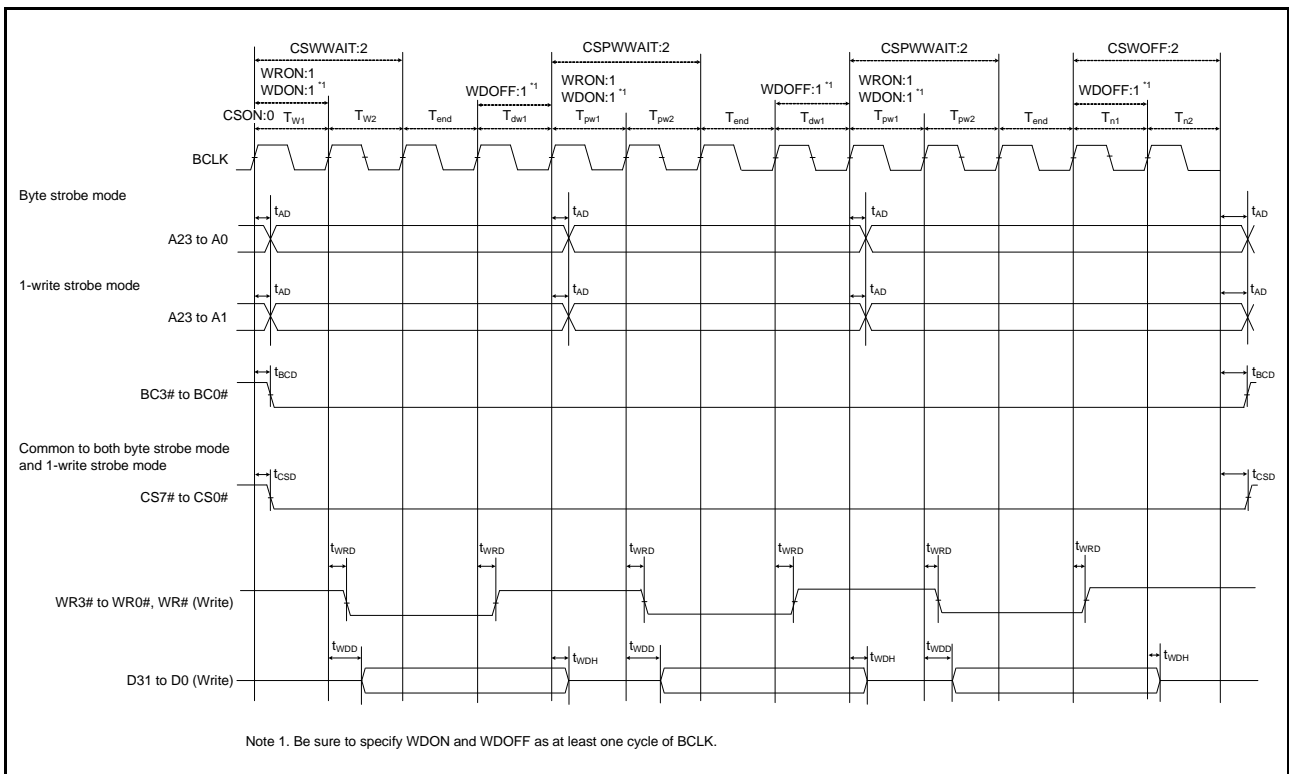 CSWWAIT:2 CSPWWAIT:2 CSPWWAIT:2 CSWOFF:2
WRON:1 WRON:1 WRON:1
WDON:1 *1 WDOFF:1 *1 WDON:1 *1 WDOFF:1 *1 WDON:1 *1 WDOFF:1 *1
CSON:0 TW1 TW2 Tend Tdw1 Tpw1 Tpw2 Tend Tdw1 Tpw1 Tpw2 Tend Tn1 Tn2
BCLK
Byte strobe mode
tAD tAD tAD tAD
A23 to A0
1-write strobe mode
tAD tAD tAD tAD
A23 to A1
tBCD tBCD
BC3# to BC0#
Common to both byte strobe mode
and 1-write strobe mode
tCSD tCSD
CS7# to CS0#
tWRD tWRD tWRD tWRD tWRD tWRD
WR3# to WR0#, WR# (Write)
tWDD tWDH tWDD tWDH tWDD tWDH
D31 to D0 (Write)
Note 1. Be sure to specify WDON and WDOFF as at least one cycle of BCLK.